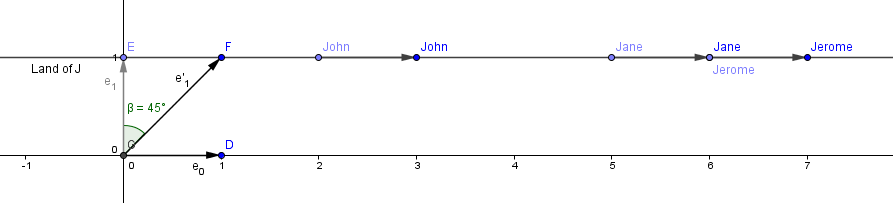 E F John John Jane Jane Jerome
1
Land of J Jerome
e₁ e'₁
β = 45°
0 G D
-1 0 e₀ 1 2 3 4 5 6 7